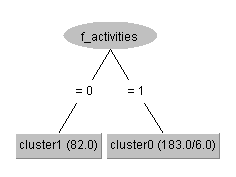 f_activities
= 0 = 1
cluster1 (82.0) cluster0 (183.0/6.0)